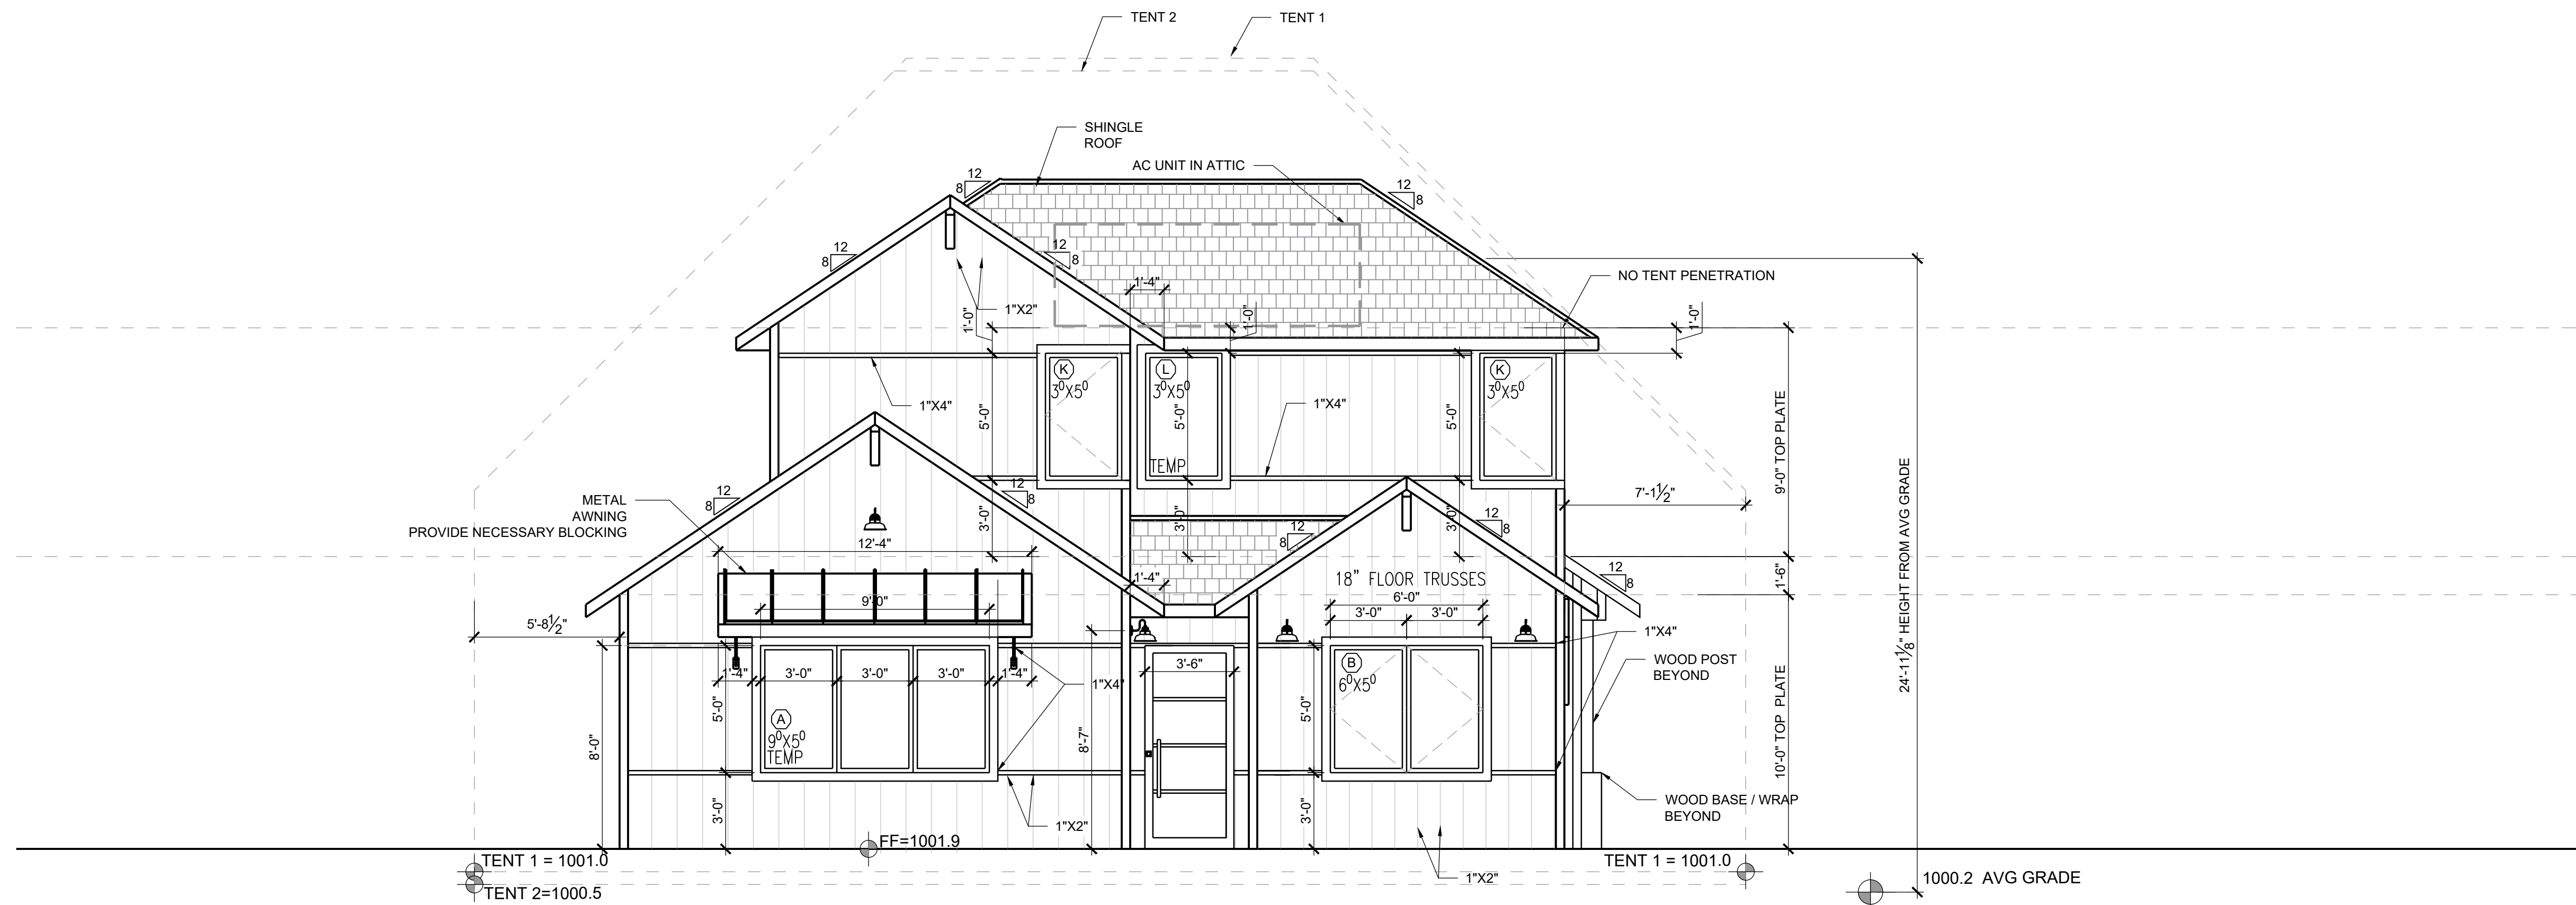 TENT 2
TENT 1
SHINGLE
ROOF
AC UNIT IN ATTIC
12
8
12
8
12
8
12
8
NO TENT PENETRATION
1'-4"
1"X2"
1'-0"
1'-0"
1'-0"
K
3⁰X5⁰
L
3⁰X5⁰
K
3⁰X5⁰
1"X4"
1"X4"
5'-0"
5'-0"
5'-0"
9'-0" TOP PLATE
TEMP
24'-11⅛" HEIGHT FROM AVG GRADE
METAL
AWNING
PROVIDE NECESSARY BLOCKING
12
8
12
8
12
8
12
8
7'-1½"
3'-0"
3'-0"
3'-0"
12'-4"
1'-4"
18" FLOOR TRUSSES
12
8
1'-6"
9'-0"
6'-0"
3'-0"
3'-0"
5'-8½"
1"X4"
3'-6"
WOOD POST
BEYOND
1'-4"
3'-0"
3'-0"
3'-0"
1'-4"
1"X4"
B
6⁰X5⁰
A
9⁰X5⁰
TEMP
5'-0"
8'-0"
8'-7"
5'-0"
10'-0" TOP PLATE
WOOD BASE / WRAP
BEYOND
3'-0"
1"X2"
3'-0"
FF=1001.9
TENT 1 = 1001.0
TENT 1 = 1001.0
1"X2"
1000.2 AVG GRADE
TENT 2=1000.5